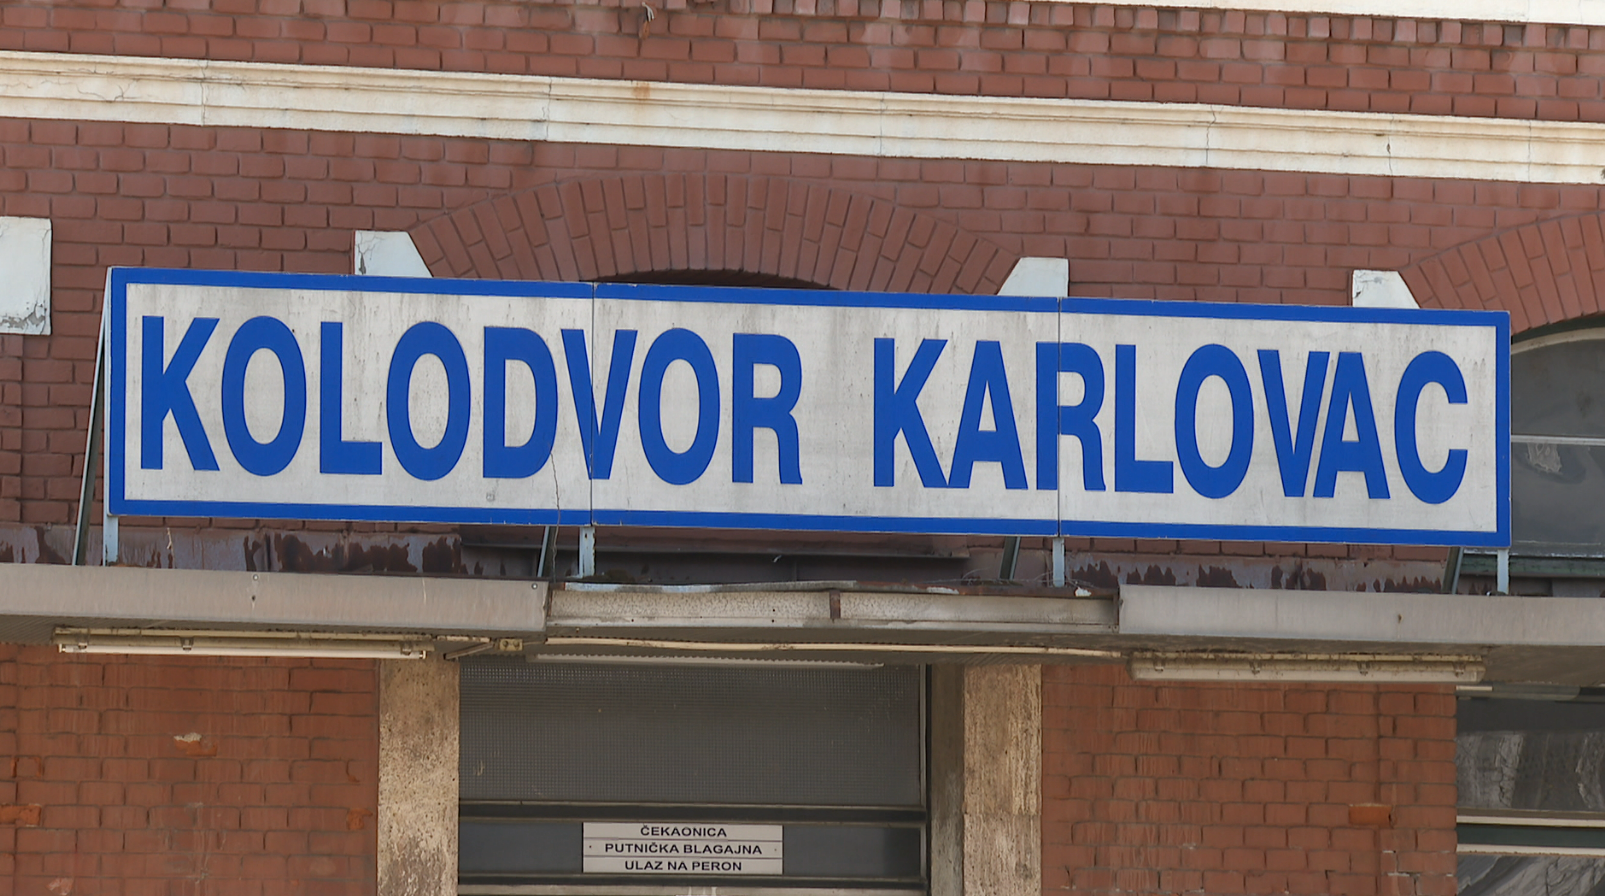 KOLODVOR KARLOVAC
ČEKAONICA
PUTNIČKA BLAGAJNA
ULAZ NA PERON